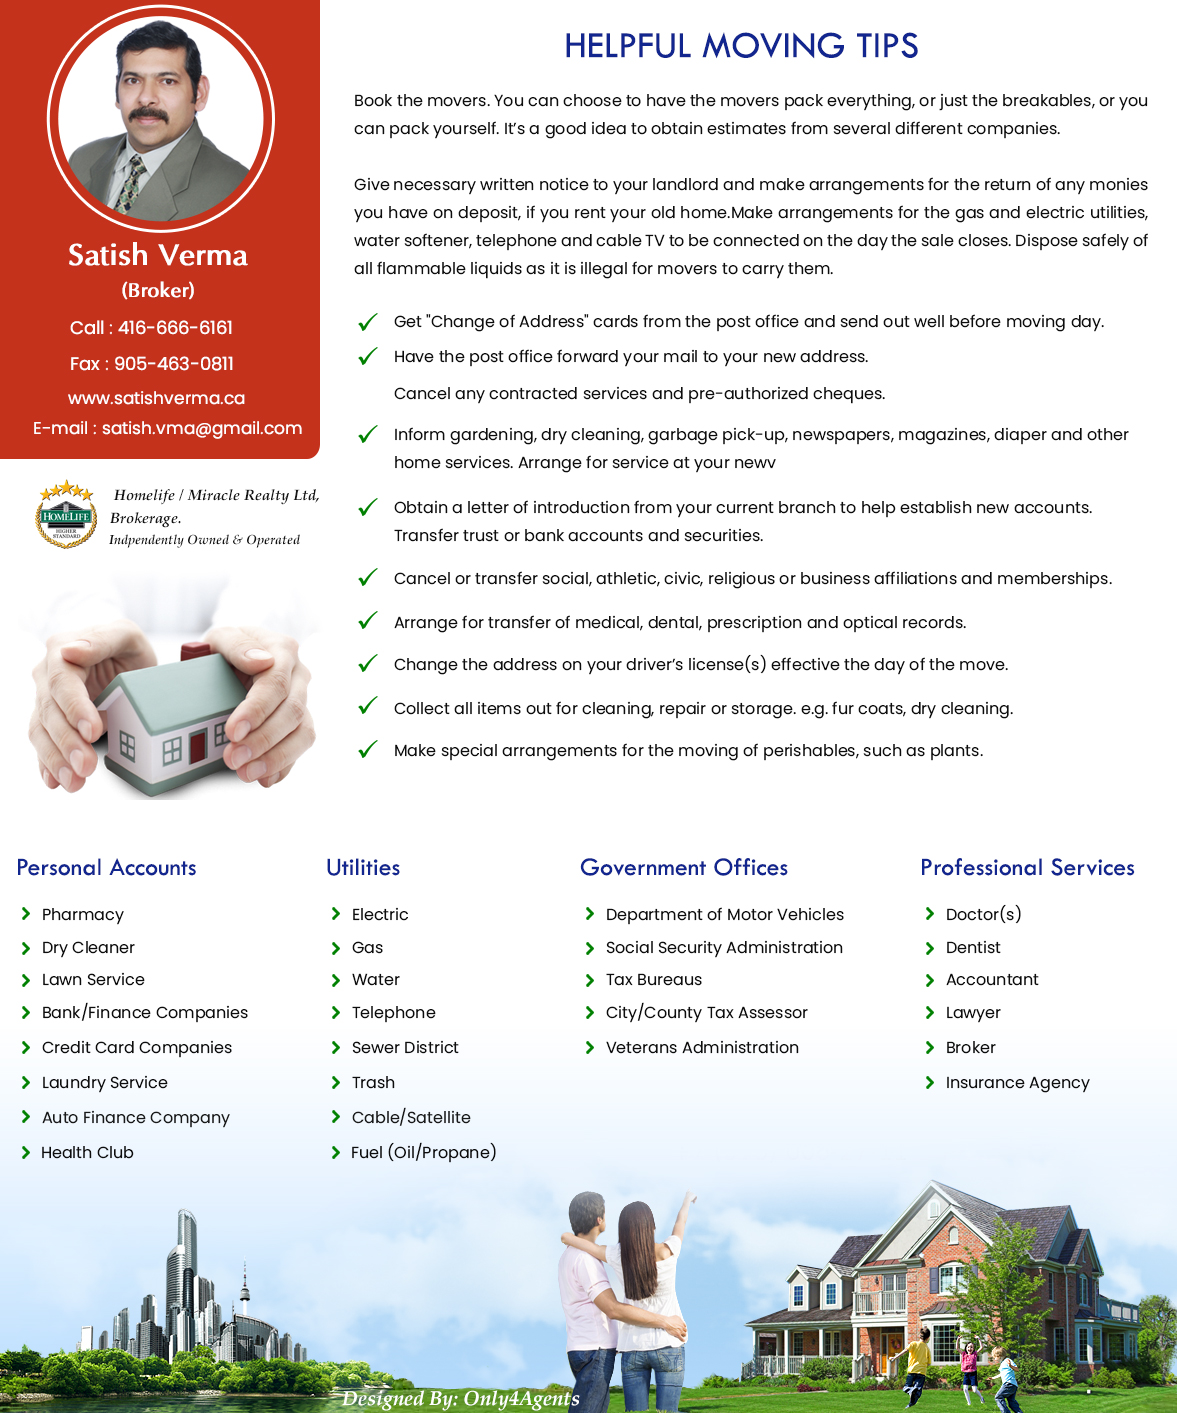 Satish Verma
(Broker)
Call : 416-666-6161
Fax : 905-463-0811
www.satishverma.ca
E-mail : satish.vma@gmail.com
HOMELIFE
HIGHER
STANDARD
Homelife / Miracle Realty Ltd,
Brokerage.
Indpendently Owned & Operated
HELPFUL MOVING TIPS
Book the movers. You can choose to have the movers pack everything, or just the breakables, or you
can pack yourself. It’s a good idea to obtain estimates from several different companies.
Give necessary written notice to your landlord and make arrangements for the return of any monies
you have on deposit, if you rent your old home.Make arrangements for the gas and electric utilities,
water softener, telephone and cable TV to be connected on the day the sale closes. Dispose safely of
all flammable liquids as it is illegal for movers to carry them.
Get "Change of Address" cards from the post office and send out well before moving day.
Have the post office forward your mail to your new address.
Cancel any contracted services and pre-authorized cheques.
Inform gardening, dry cleaning, garbage pick-up, newspapers, magazines, diaper and other
home services. Arrange for service at your newv
Obtain a letter of introduction from your current branch to help establish new accounts.
Transfer trust or bank accounts and securities.
Cancel or transfer social, athletic, civic, religious or business affiliations and memberships.
Arrange for transfer of medical, dental, prescription and optical records.
Change the address on your driver’s license(s) effective the day of the move.
Collect all items out for cleaning, repair or storage. e.g. fur coats, dry cleaning.
Make special arrangements for the moving of perishables, such as plants.
Personal Accounts
Pharmacy
Dry Cleaner
Lawn Service
Bank/Finance Companies
Credit Card Companies
Laundry Service
Auto Finance Company
Health Club
Utilities
Electric
Gas
Water
Telephone
Sewer District
Trash
Cable/Satellite
Fuel (Oil/Propane)
Government Offices
Department of Motor Vehicles
Social Security Administration
Tax Bureaus
City/County Tax Assessor
Veterans Administration
Professional Services
Doctor(s)
Dentist
Accountant
Lawyer
Broker
Insurance Agency
Designed By: Only4Agents